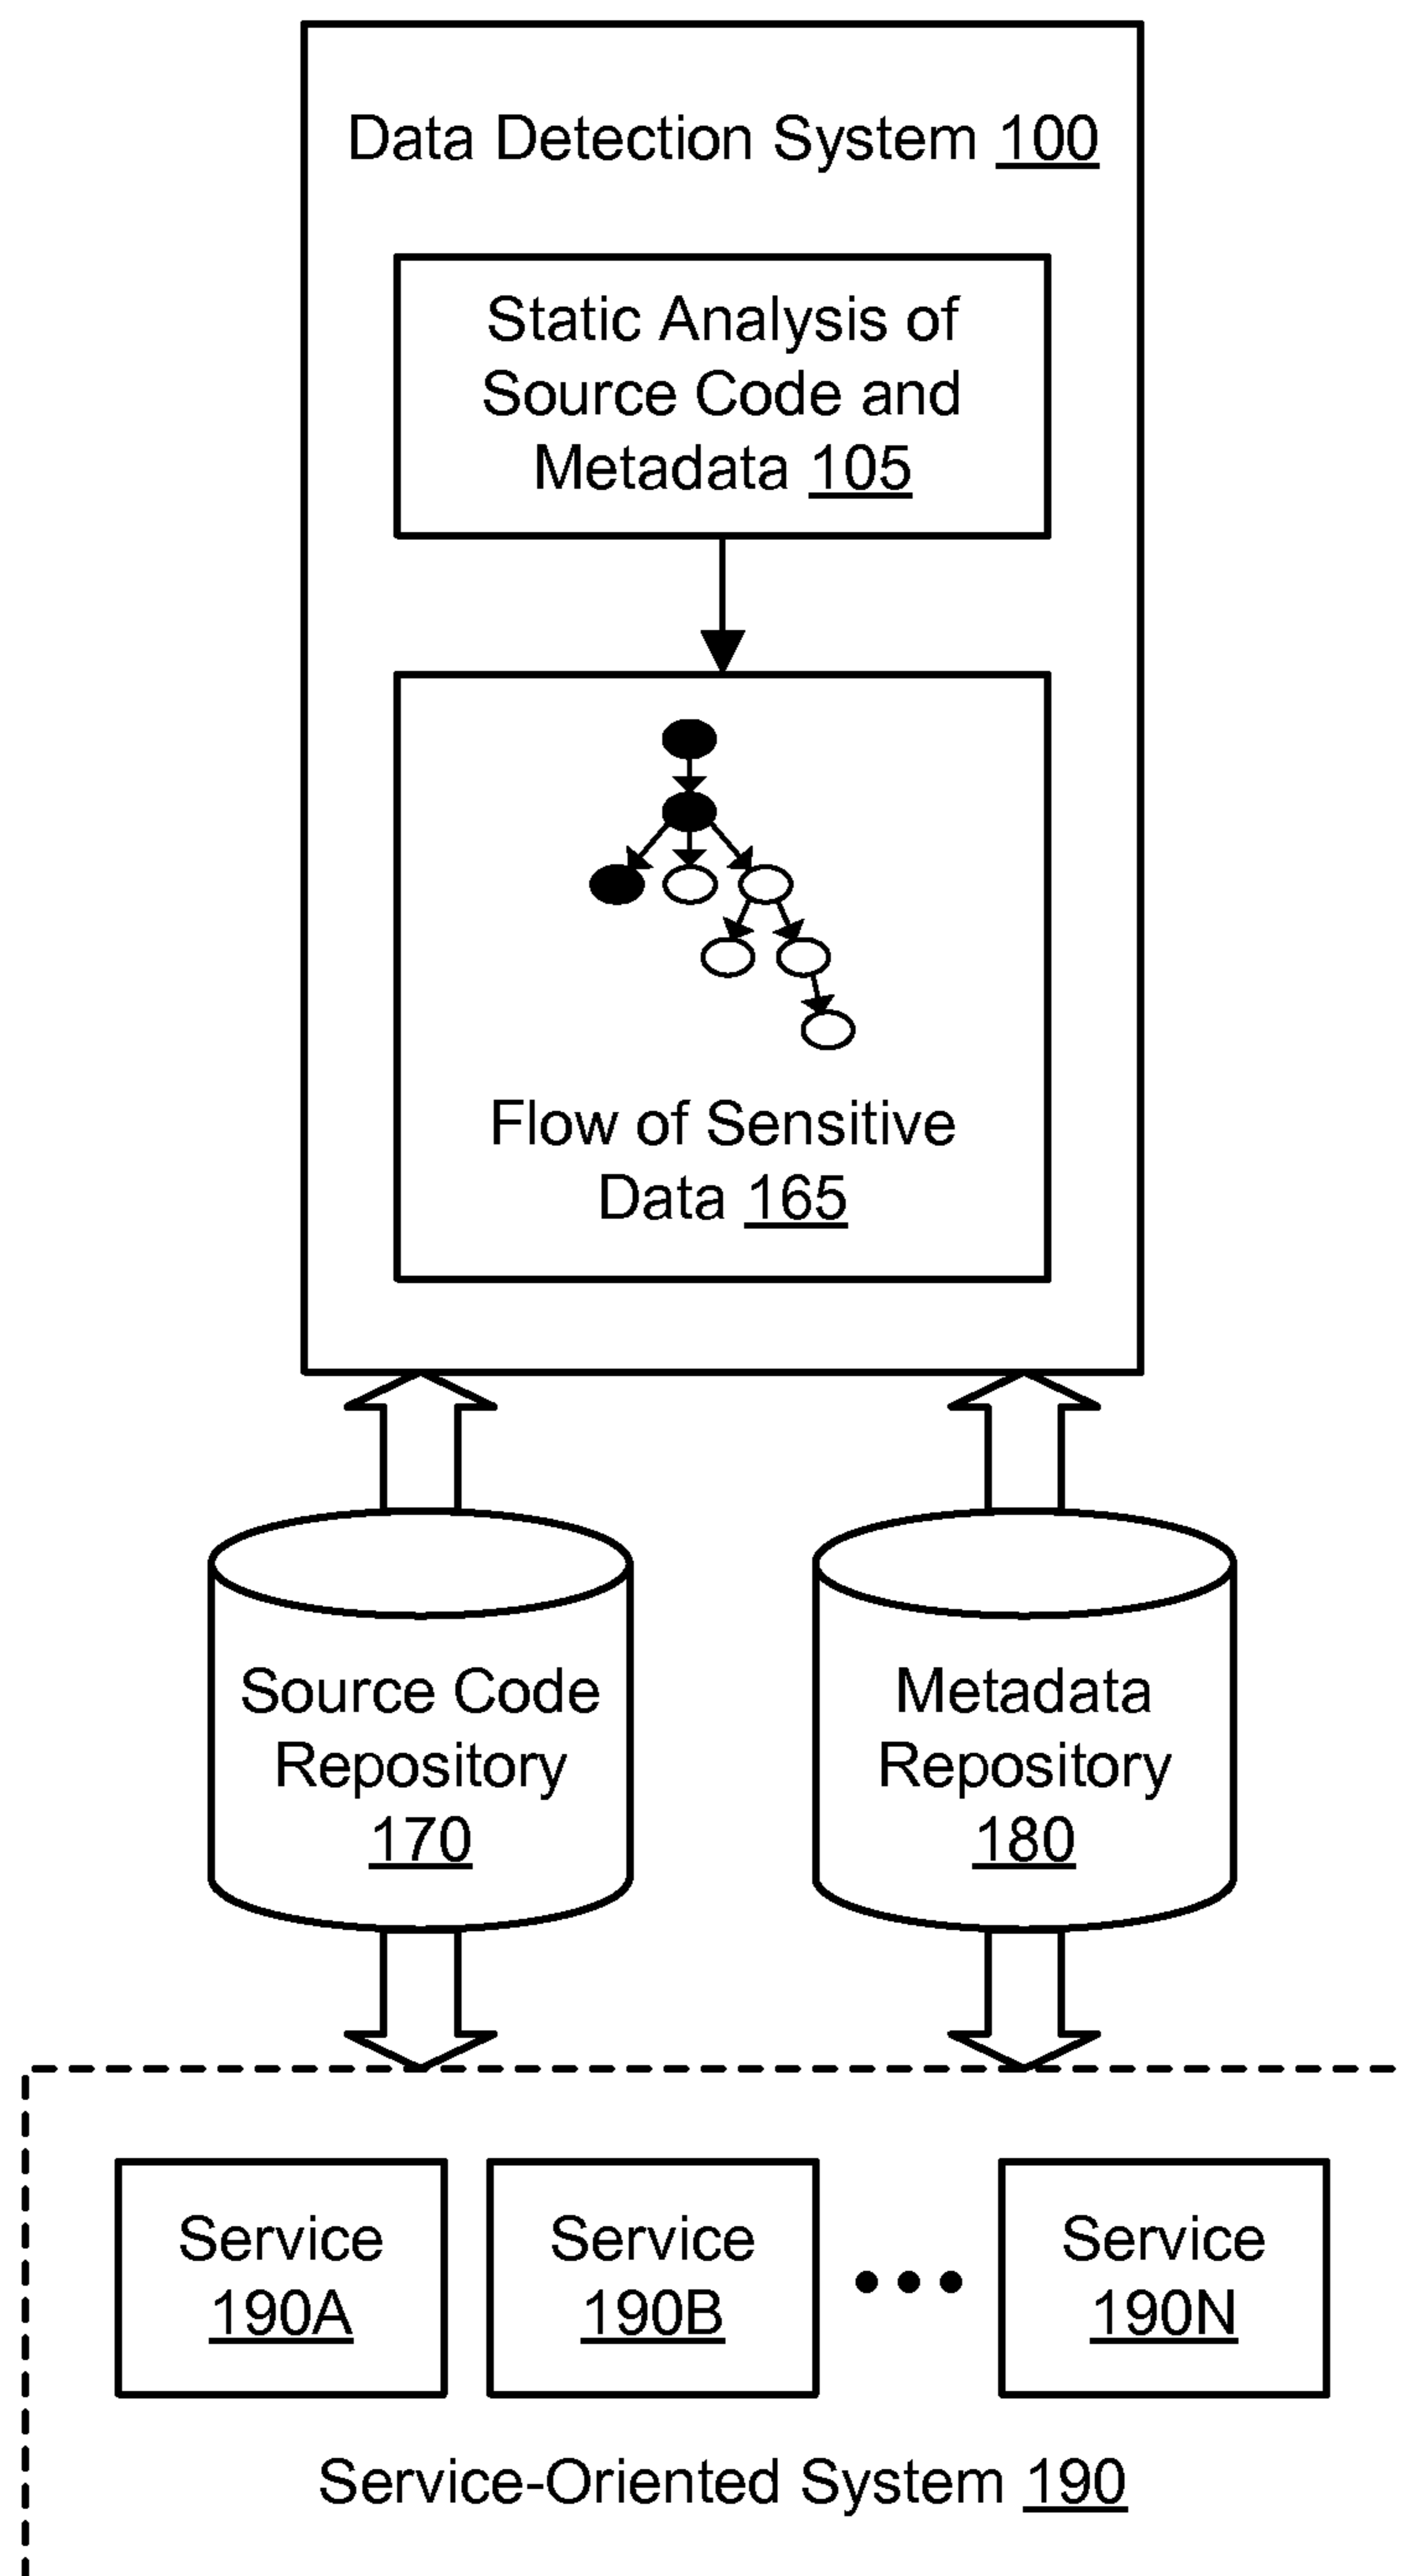 Data Detection System 100
Static Analysis of
Source Code and
Metadata 105
Flow of Sensitive
Data 165
Source Code
Repository
170
Metadata
Repository
180
Service
190A
Service
190B
Service
190N
Service-Oriented System 190